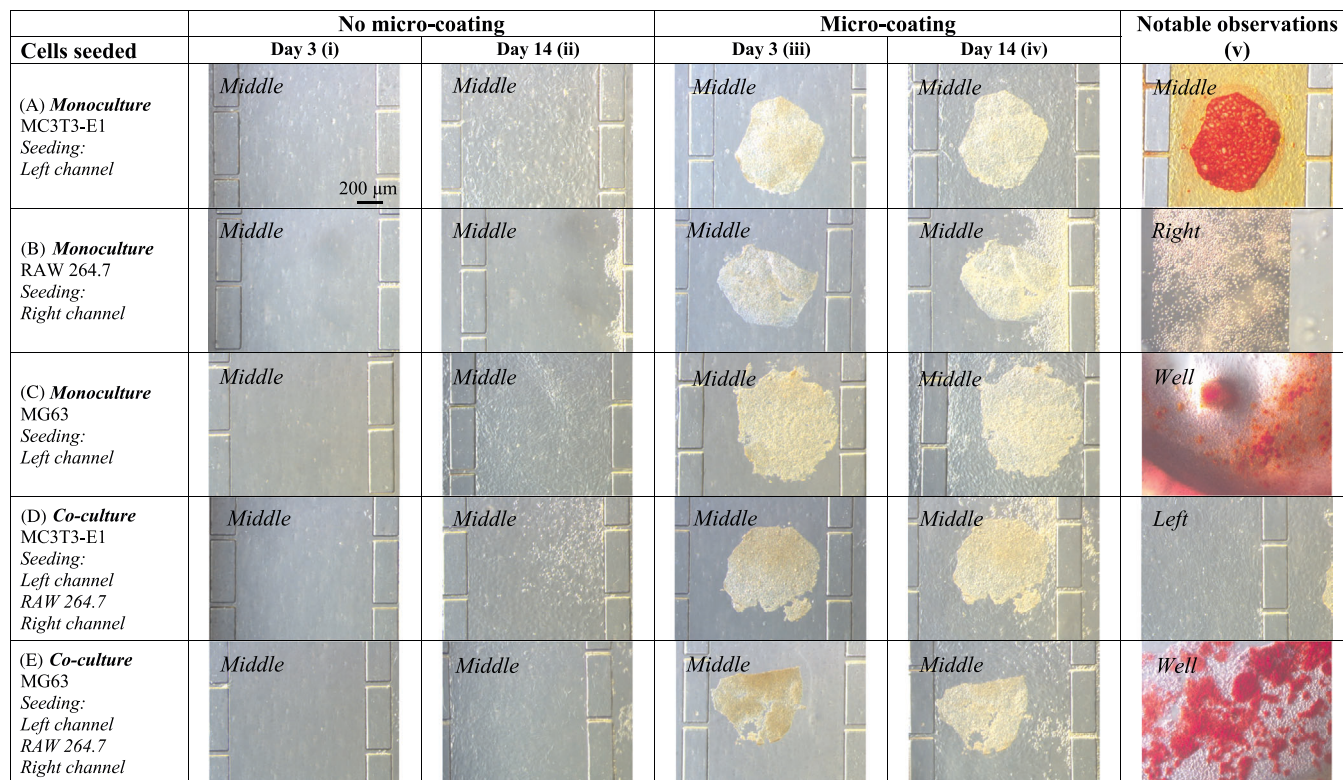 No micro-coating
Micro-coating
Notable observations
(v)
Cells seeded
Day 3 (i)
Day 14 (ii)
Day 3 (iii)
Day 14 (iv)
(A) Monoculture
MC3T3-E1
Seeding:
Left channel
Middle
200 µm
Middle
Middle
Middle
Middle
(B) Monoculture
RAW 264.7
Seeding:
Right channel
Middle
Middle
Middle
Middle
Right
(C) Monoculture
MG63
Seeding:
Left channel
Middle
Middle
Middle
Middle
Well
(D) Co-culture
MC3T3-E1
Seeding:
Left channel
RAW 264.7
Right channel
Middle
Middle
Middle
Middle
Left
(E) Co-culture
MG63
Seeding:
Left channel
RAW 264.7
Right channel
Middle
Middle
Middle
Middle
Well